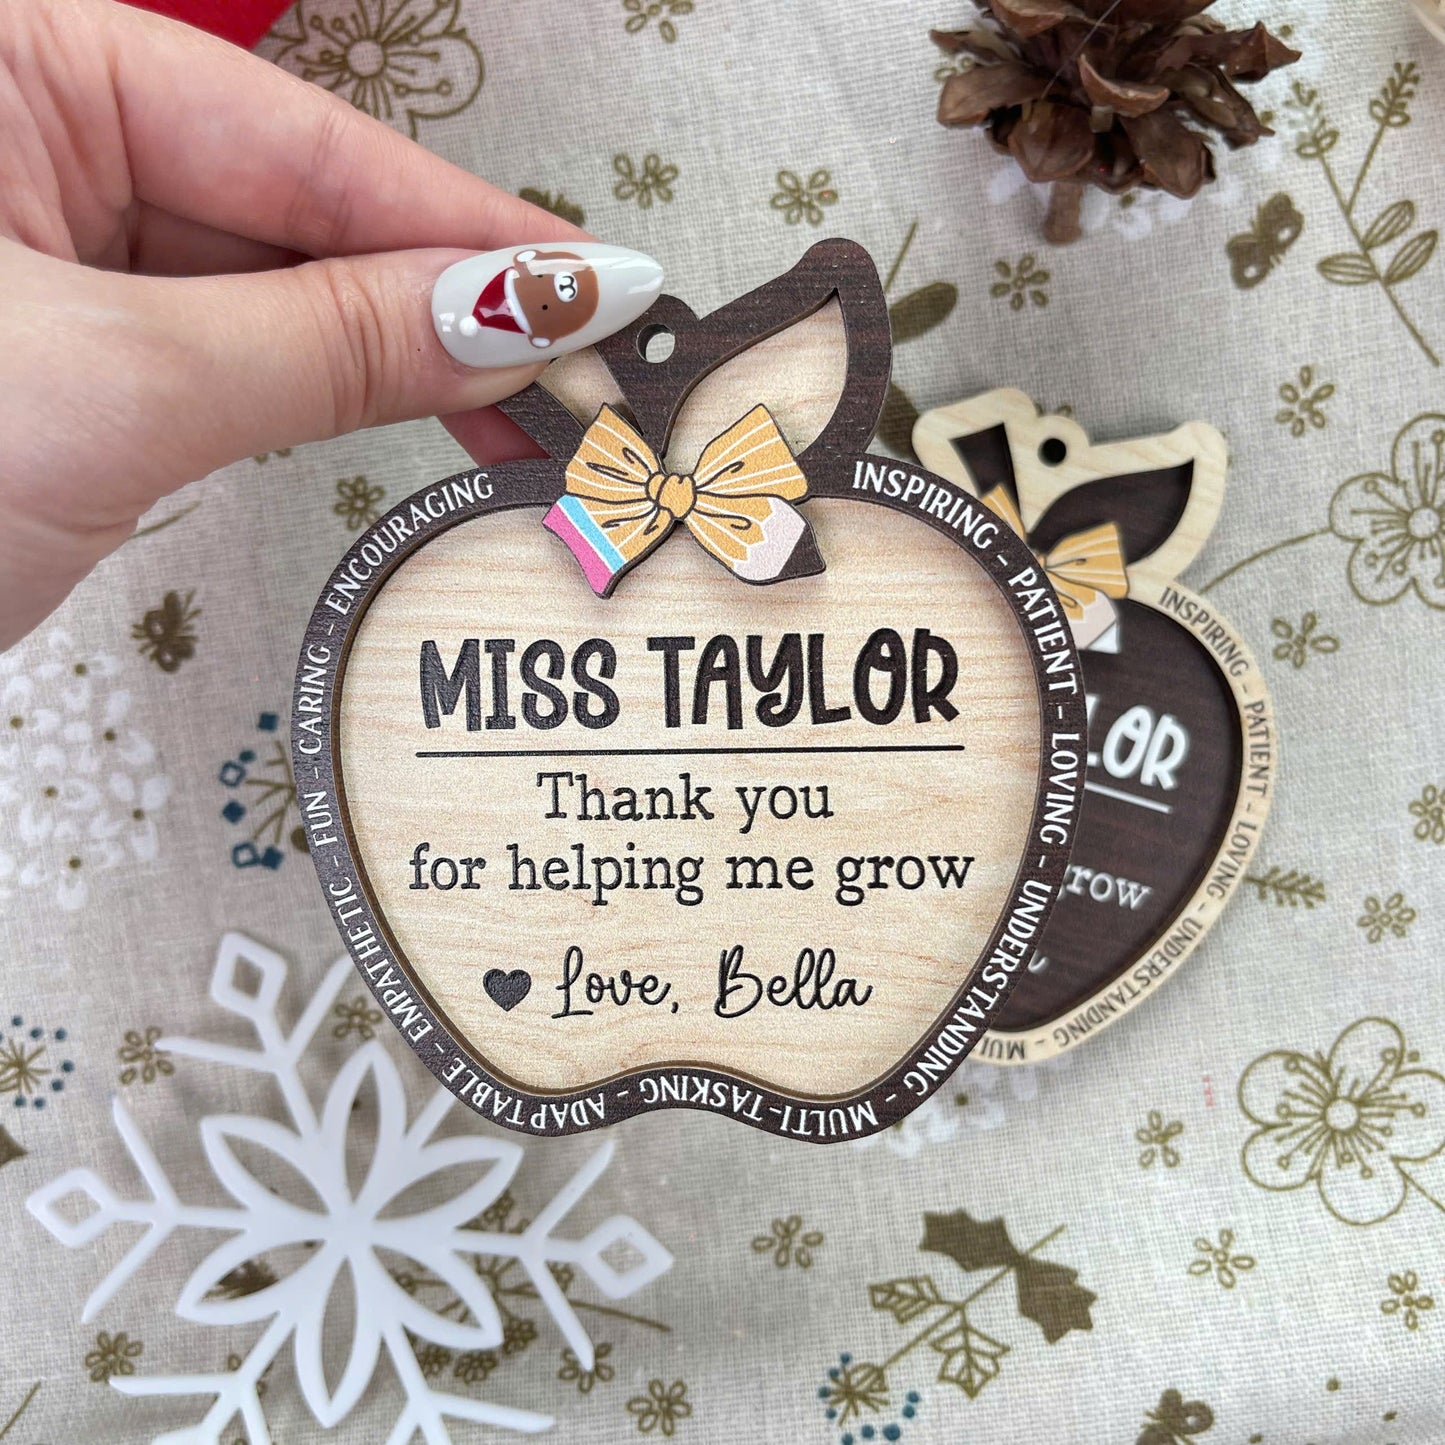 INSPIRING - PATIENT - LOVING - UNDERSTANDING - MULTI-TASKING - ADAPTABLE - EMPATHETIC - FUN - CARING - ENCOURAGING
MISS TAYLOR
Thank you
for helping me grow
Love, Bella
INSPIRING - PATIENT - LOVING - UNDERSTANDING -
LOR
row